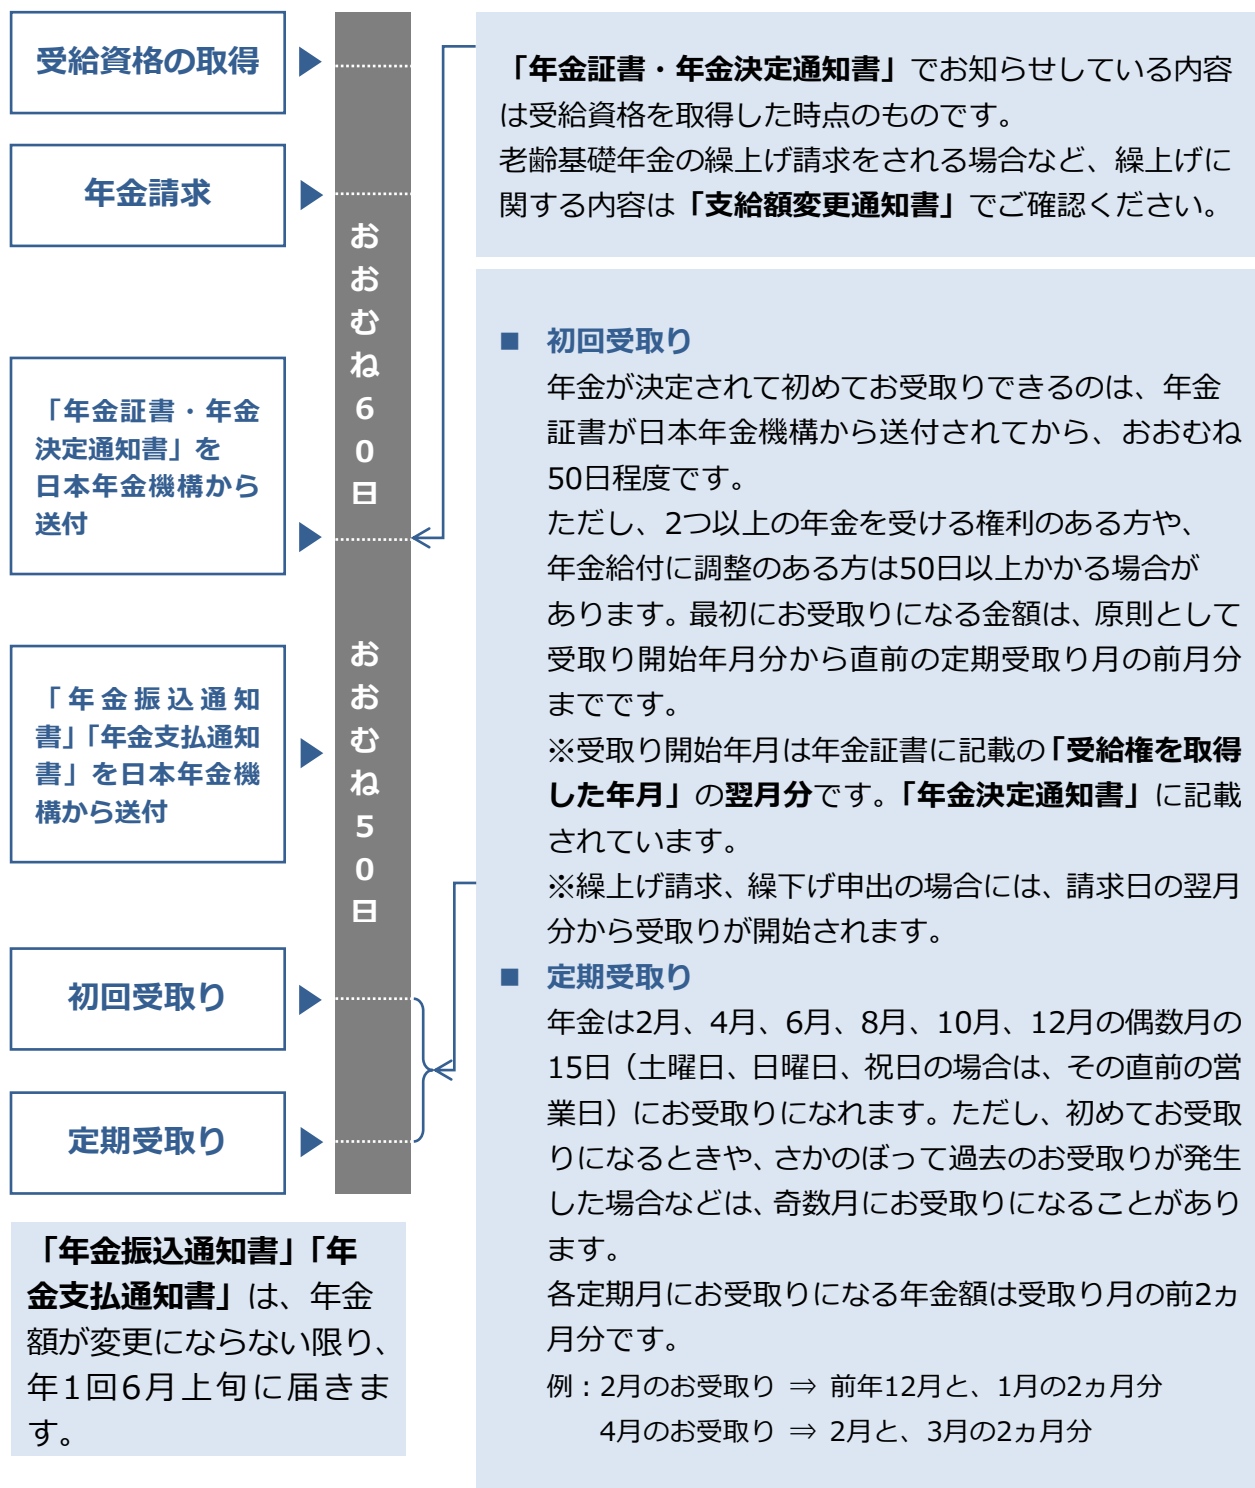 受給資格の取得
年金請求
「年金証書・年金
決定通知書」を
日本年金機構から
送付
「年金振込通知
書」「年金支払通知
書」を日本年金機
構から送付
初回受取り
定期受取り
おおむね60日
おおむね50日
「年金振込通知書」「年
金支払通知書」は、年金
額が変更にならない限り、
年1回6月上旬に届きま
す。
「年金証書・年金決定通知書」でお知らせしている内容
は受給資格を取得した時点のものです。
老齢基礎年金の繰上げ請求をされる場合など、繰上げに
関する内容は「支給額変更通知書」でご確認ください。
■ 初回受取り
年金が決定されて初めてお受取りできるのは、年金
証書が日本年金機構から送付されてから、おおむね
50日程度です。
ただし、2つ以上の年金を受ける権利のある方や、
年金給付に調整のある方は50日以上かかる場合が
あります。最初にお受取りになる金額は、原則として
受取り開始年月分から直前の定期受取り月の前月分
までです。
※受取り開始年月は年金証書に記載の「受給権を取得
した年月」の翌月分です。「年金決定通知書」に記載
されています。
※繰上げ請求、繰下げ申出の場合には、請求日の翌月
分から受取りが開始されます。
■ 定期受取り
年金は2月、4月、6月、8月、10月、12月の偶数月の
15日（土曜日、日曜日、祝日の場合は、その直前の営
業日）にお受取りになれます。ただし、初めてお受取
りになるときや、さかのぼって過去のお受取りが発生
した場合などは、奇数月にお受取りになることがあり
ます。
各定期月にお受取りになる年金額は受取り月の前2ヵ
月分です。
例：2月のお受取り ⇒ 前年12月と、1月の2ヵ月分
4月のお受取り ⇒ 2月と、3月の2ヵ月分